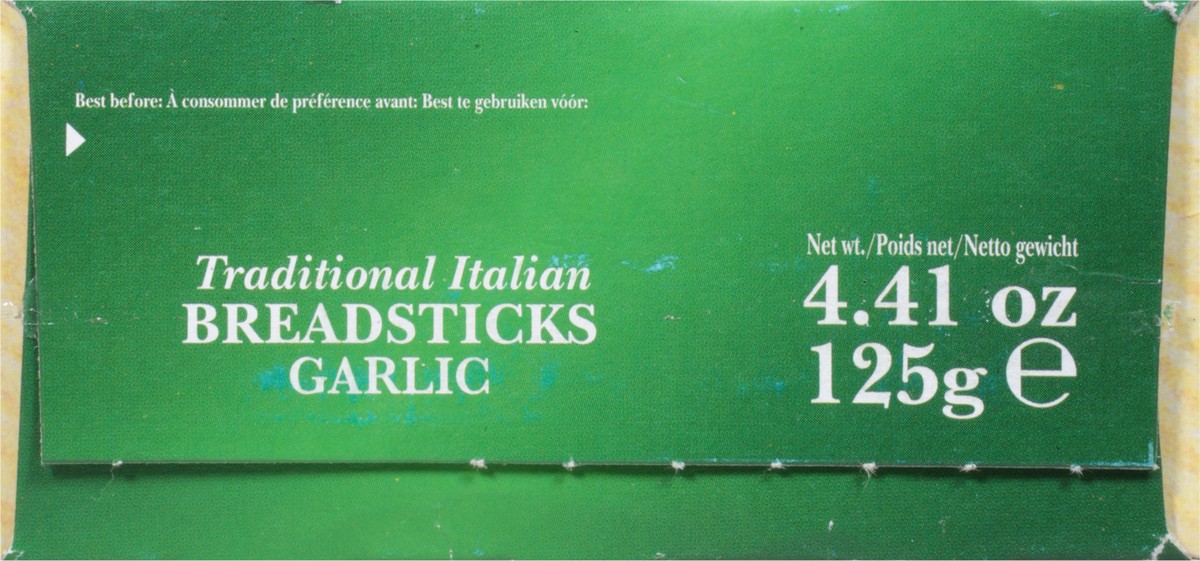 Best before: À consommer de préférence avant: Best te gebruiken vóór:
Traditional Italian
BREADSTICKS
GARLIC
Net wt./Poids net/Netto gewicht
4.41 oz
125g ℮